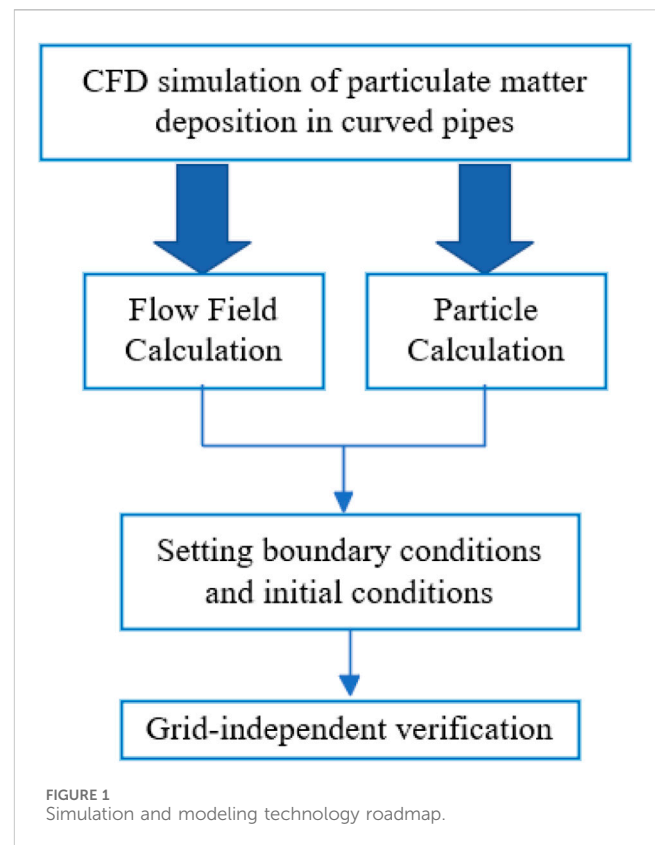 CFD simulation of particulate matter
deposition in curved pipes
Flow Field
Calculation
Particle
Calculation
Setting boundary conditions
and initial conditions
Grid-independent verification
FIGURE 1
Simulation and modeling technology roadmap.